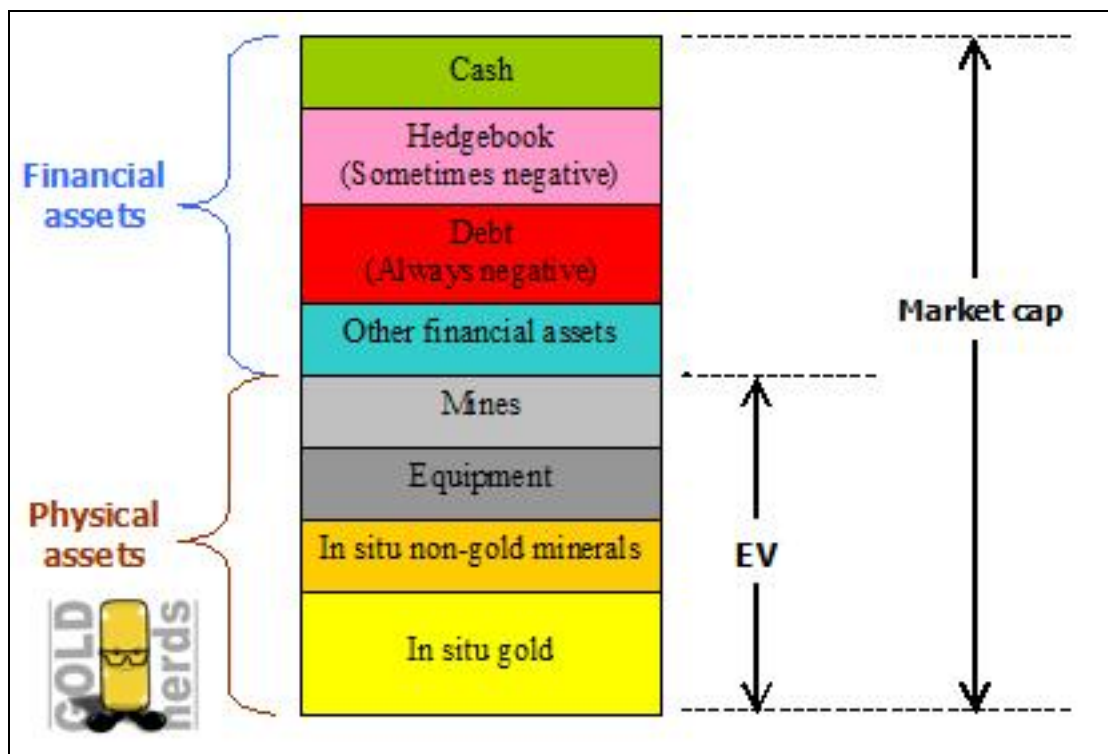 Cash
Hedgebook
(Sometimes negative)
Financial
assets
Debt
(Always negative)
Market cap
Other financial assets
Mines
Equipment
Physical
assets
In situ non-gold minerals
EV
In situ gold
GOLD
nerds